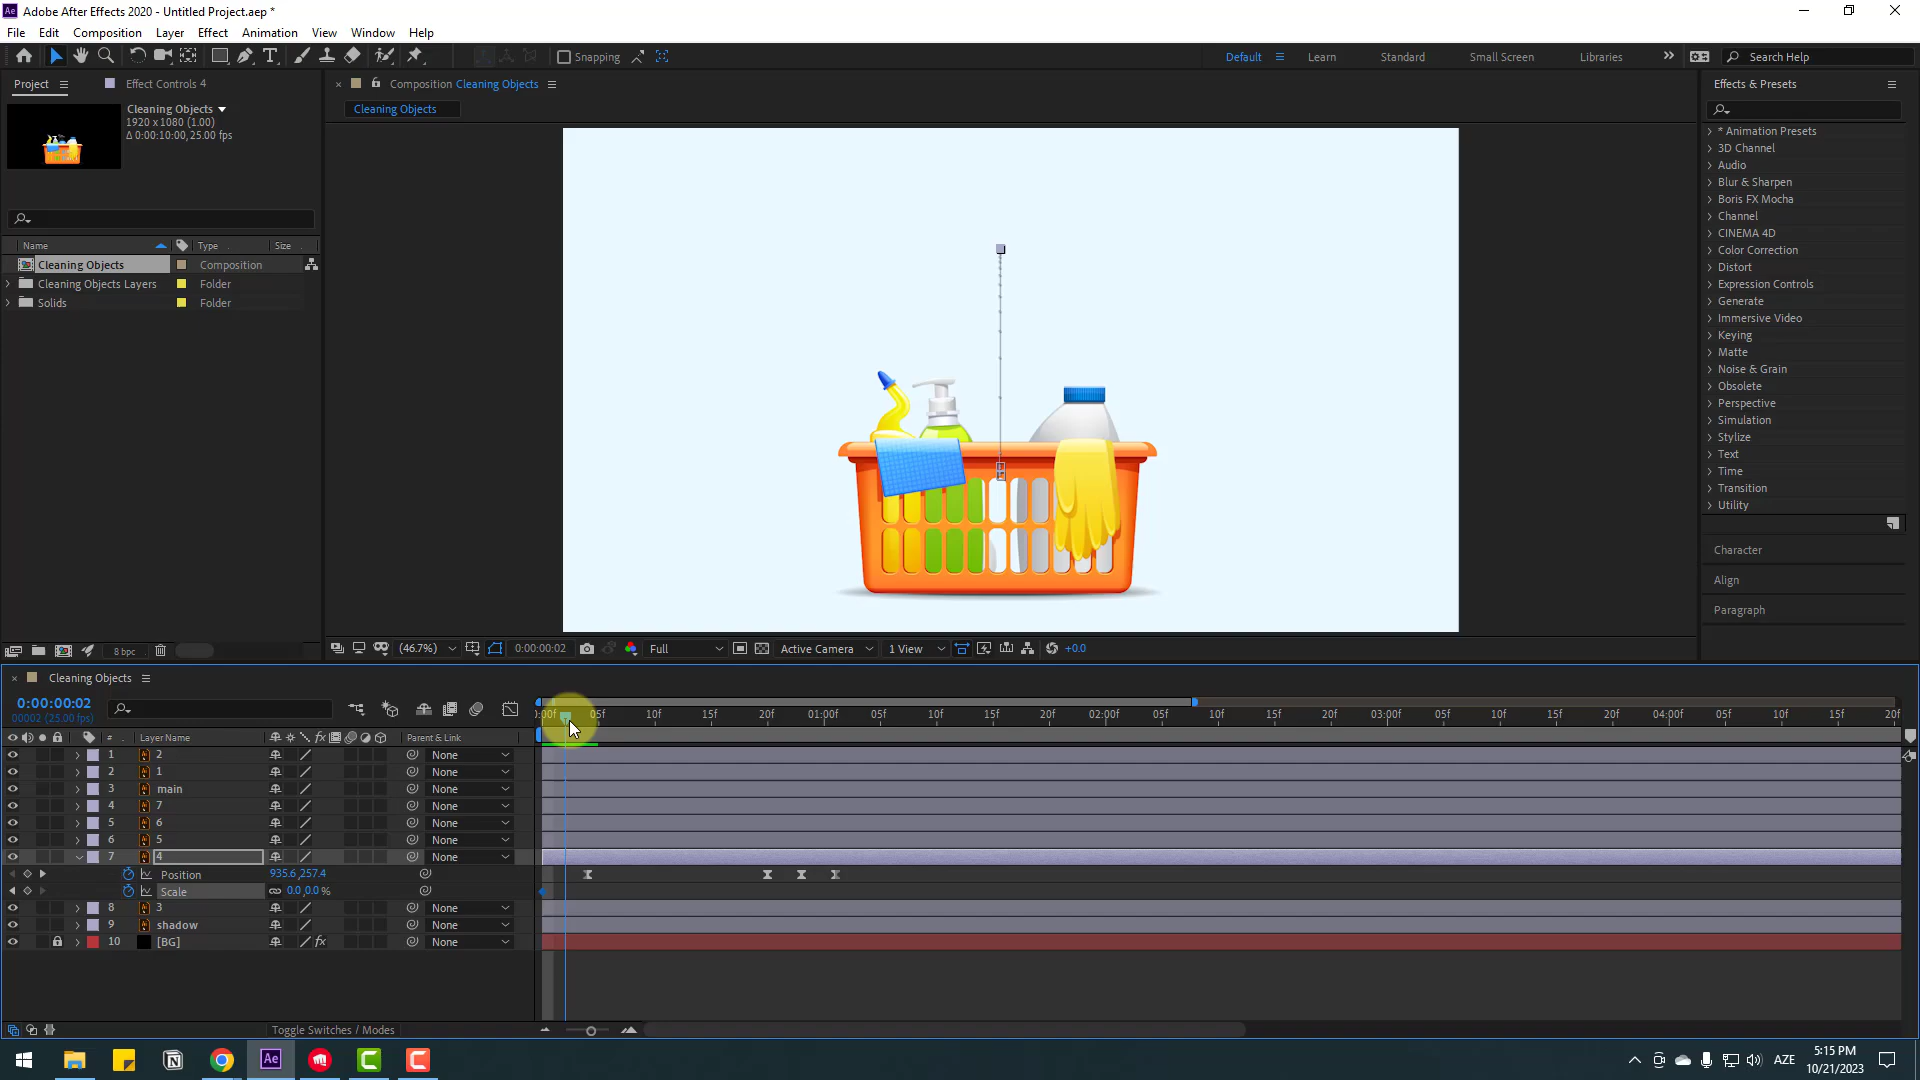 Adobe After Effects 2020 - Untitled Project.aep *
File Edit Composition Layer Effect Animation View Window Help
Snapping Default Learn Standard Small Screen Libraries Search Help
Project Effect Controls 4
Cleaning Objects
1920 x 1080 (1.00)
Δ 0:00:10:00, 25.00 fps
Name Type Size
Cleaning Objects Composition
Cleaning Objects Layers Folder
Solids Folder
8 bpc
Composition Cleaning Objects
Cleaning Objects
(46.7%) 0:00:00:02 Full Active Camera 1 View +0.0
Effects & Presets
* Animation Presets
3D Channel
Audio
Blur & Sharpen
Boris FX Mocha
Channel
CINEMA 4D
Color Correction
Distort
Expression Controls
Generate
Immersive Video
Keying
Matte
Noise & Grain
Obsolete
Perspective
Simulation
Stylize
Text
Time
Transition
Utility
Character
Align
Paragraph
Cleaning Objects
0:00:00:02
00002 (25.00 fps)
0:00f 05f 10f 15f 20f 01:00f 05f 10f 15f 20f 02:00f 05f 10f 15f 20f 03:00f 05f 10f 15f 20f 04:00f 05f 10f 15f 20f
# Layer Name fx Parent & Link
1 2 None
2 1 None
3 main None
4 7 None
5 6 None
6 5 None
7 4 None
Position 935.6,257.4
Scale 0.0,0.0 %
8 3 None
9 shadow None
10 [BG] fx None
Toggle Switches / Modes
AZE
5:15 PM
10/21/2023